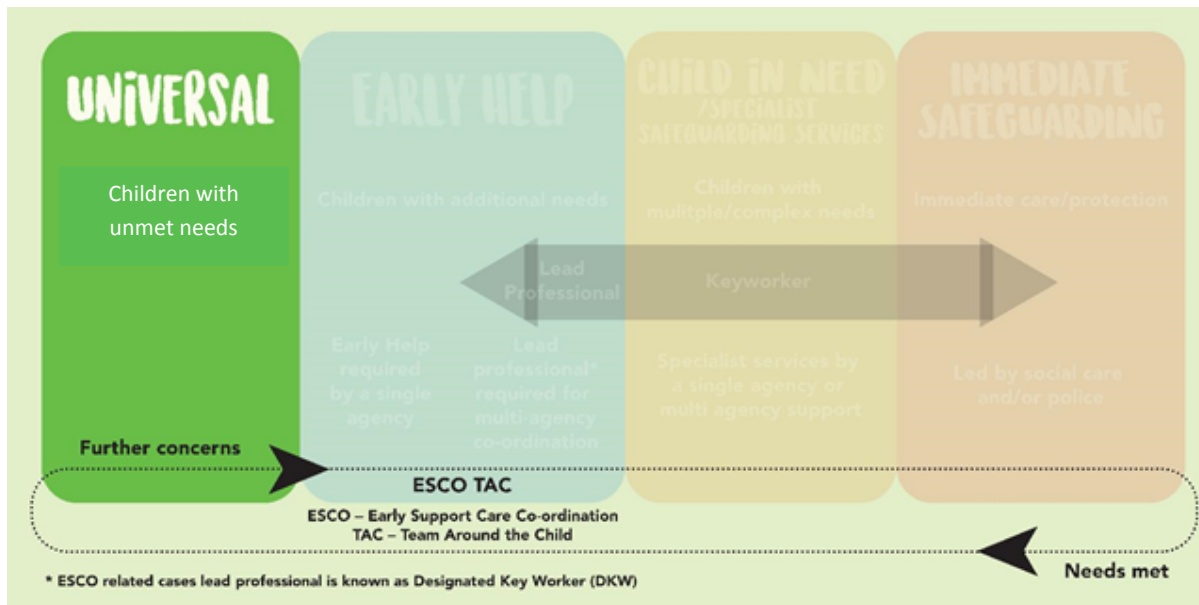 UNiVERSAL
Children with
unmet needs
EARLY HELP
Children with additional needs
CHiLD iN NEED
/SPECIALIST
SAFEGUARDING SERViCES
Children with
mulitple/complex needs
IMMEDIATE
SAFEGUARDING
Immediate care/protection
Lead
Professional
Keyworker
Early Help
required
by a single
agency
Lead
professional*
required for
multi-agency
co-ordination
Specialist services by
a single agency or
multi agency support
Led by social care
and/or police
Further concerns
ESCO TAC
ESCO – Early Support Care Co-ordination
TAC – Team Around the Child
Needs met
* ESCO related cases lead professional is known as Designated Key Worker (DKW)